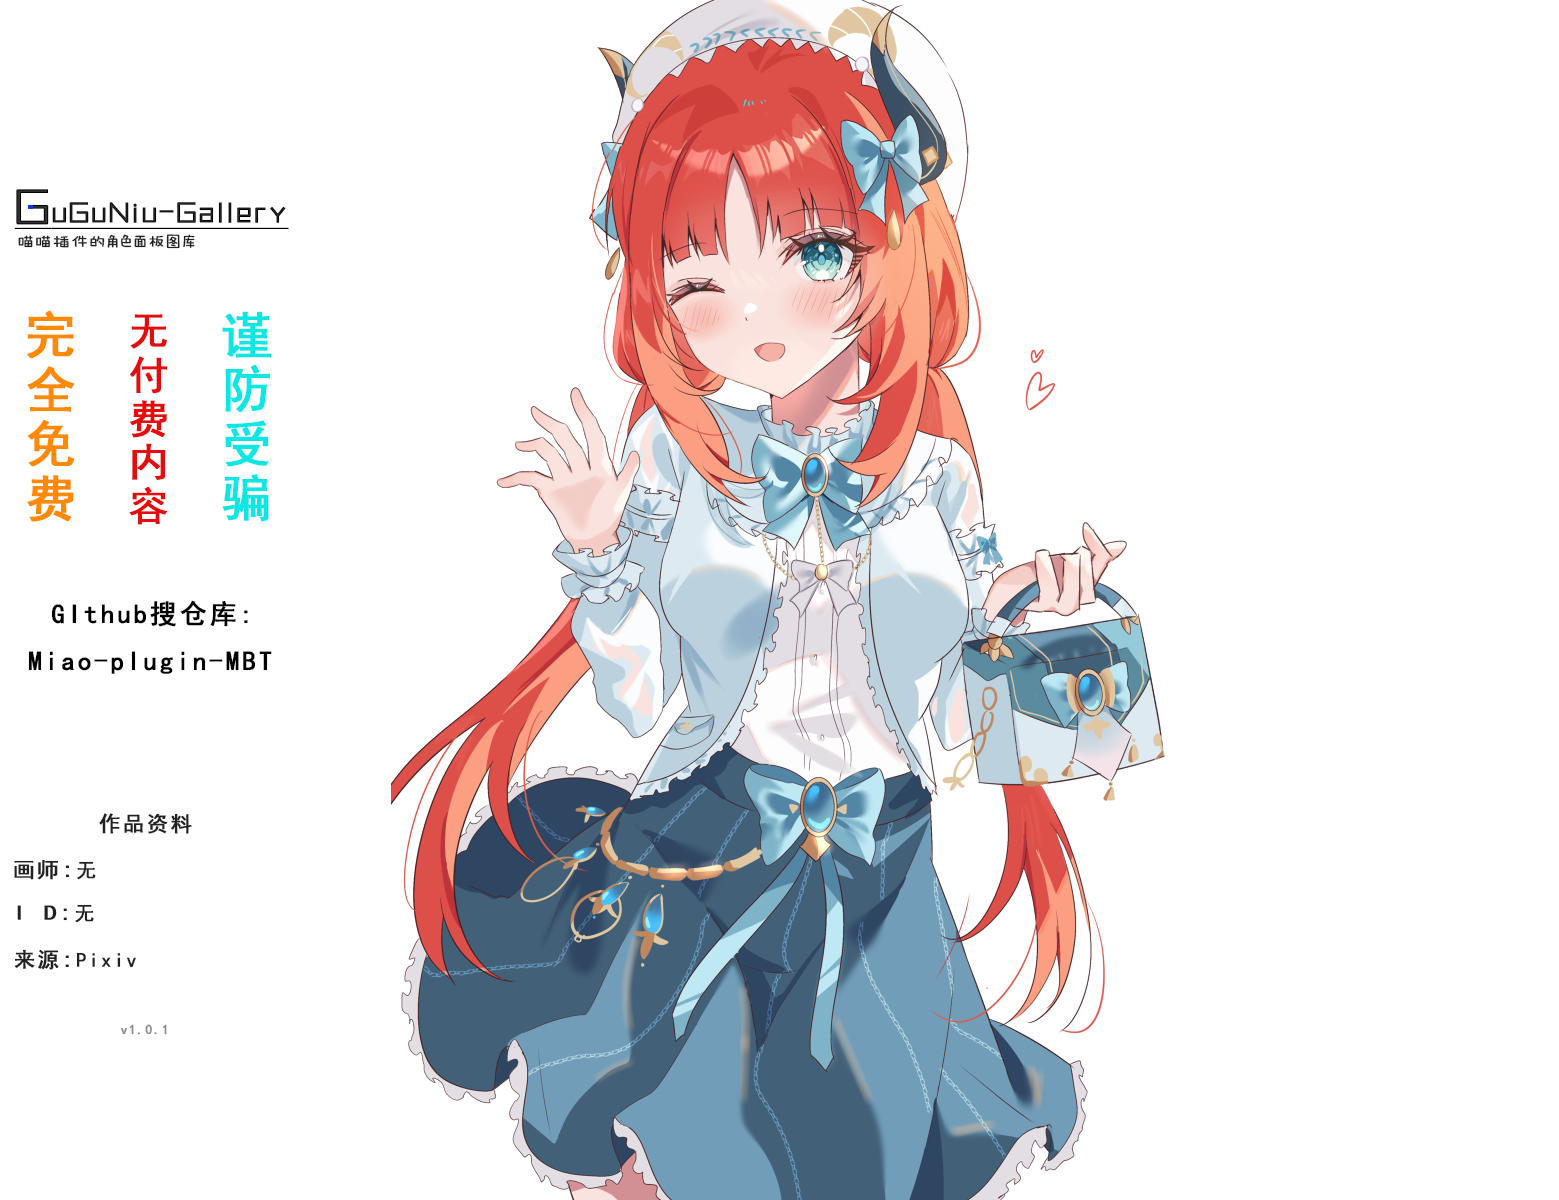 GuGuNiu-Gallery
喵喵插件的角色面板图库
完全免费
无付费内容
谨防受骗
GIthub搜仓库:
Miao-plugin-MBT
作品资料
画师:无
I D:无
来源:Pixiv
v1.0.1